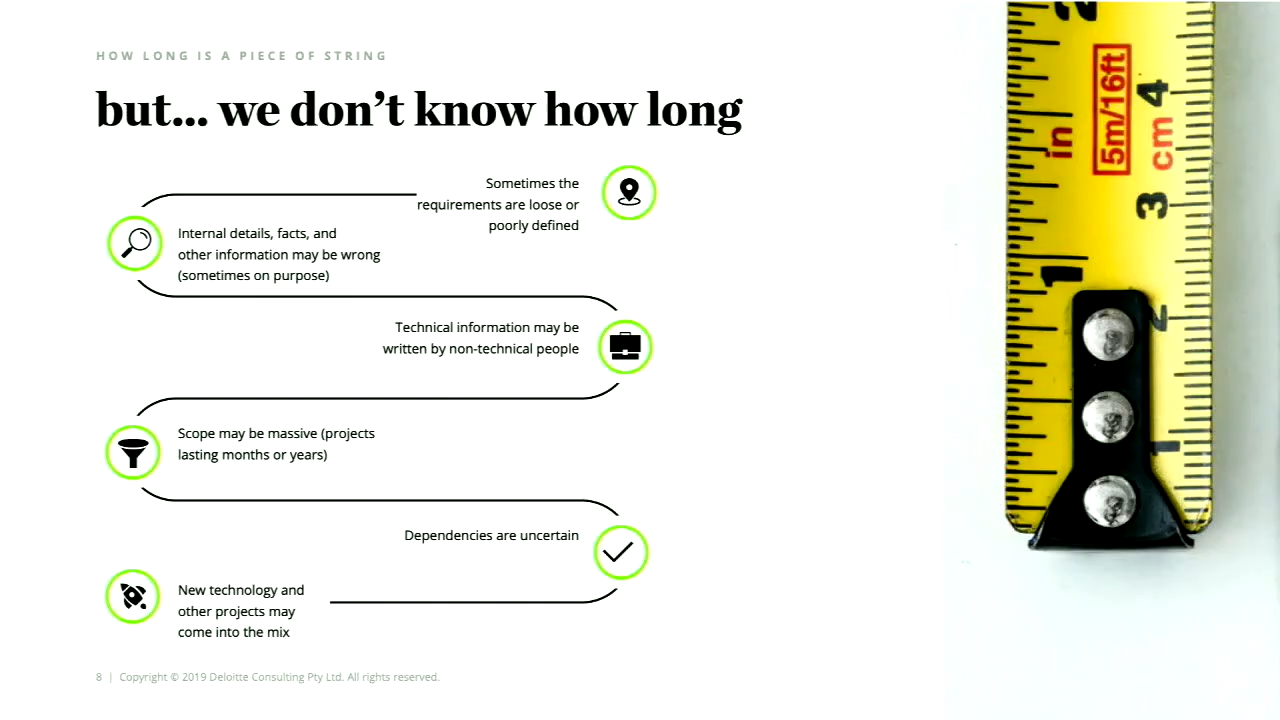 HOW LONG IS A PIECE OF STRING
but... we don’t know how long
Sometimes the
requirements are loose or
poorly defined
Internal details, facts, and
other information may be wrong
(sometimes on purpose)
Technical information may be
written by non-technical people
Scope may be massive (projects
lasting months or years)
Dependencies are uncertain
New technology and
other projects may
come into the mix
8 | Copyright © 2019 Deloitte Consulting Pty Ltd. All rights reserved.
2
in
1
5m/16ft
cm
4
3
2
1